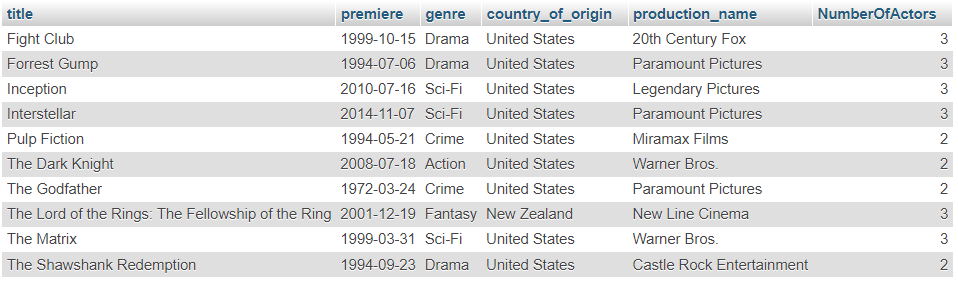 title premiere genre country_of_origin production_name NumberOfActors
Fight Club 1999-10-15 Drama United States 20th Century Fox 3
Forrest Gump 1994-07-06 Drama United States Paramount Pictures 3
Inception 2010-07-16 Sci-Fi United States Legendary Pictures 3
Interstellar 2014-11-07 Sci-Fi United States Paramount Pictures 3
Pulp Fiction 1994-05-21 Crime United States Miramax Films 2
The Dark Knight 2008-07-18 Action United States Warner Bros. 2
The Godfather 1972-03-24 Crime United States Paramount Pictures 2
The Lord of the Rings: The Fellowship of the Ring 2001-12-19 Fantasy New Zealand New Line Cinema 3
The Matrix 1999-03-31 Sci-Fi United States Warner Bros. 3
The Shawshank Redemption 1994-09-23 Drama United States Castle Rock Entertainment 2